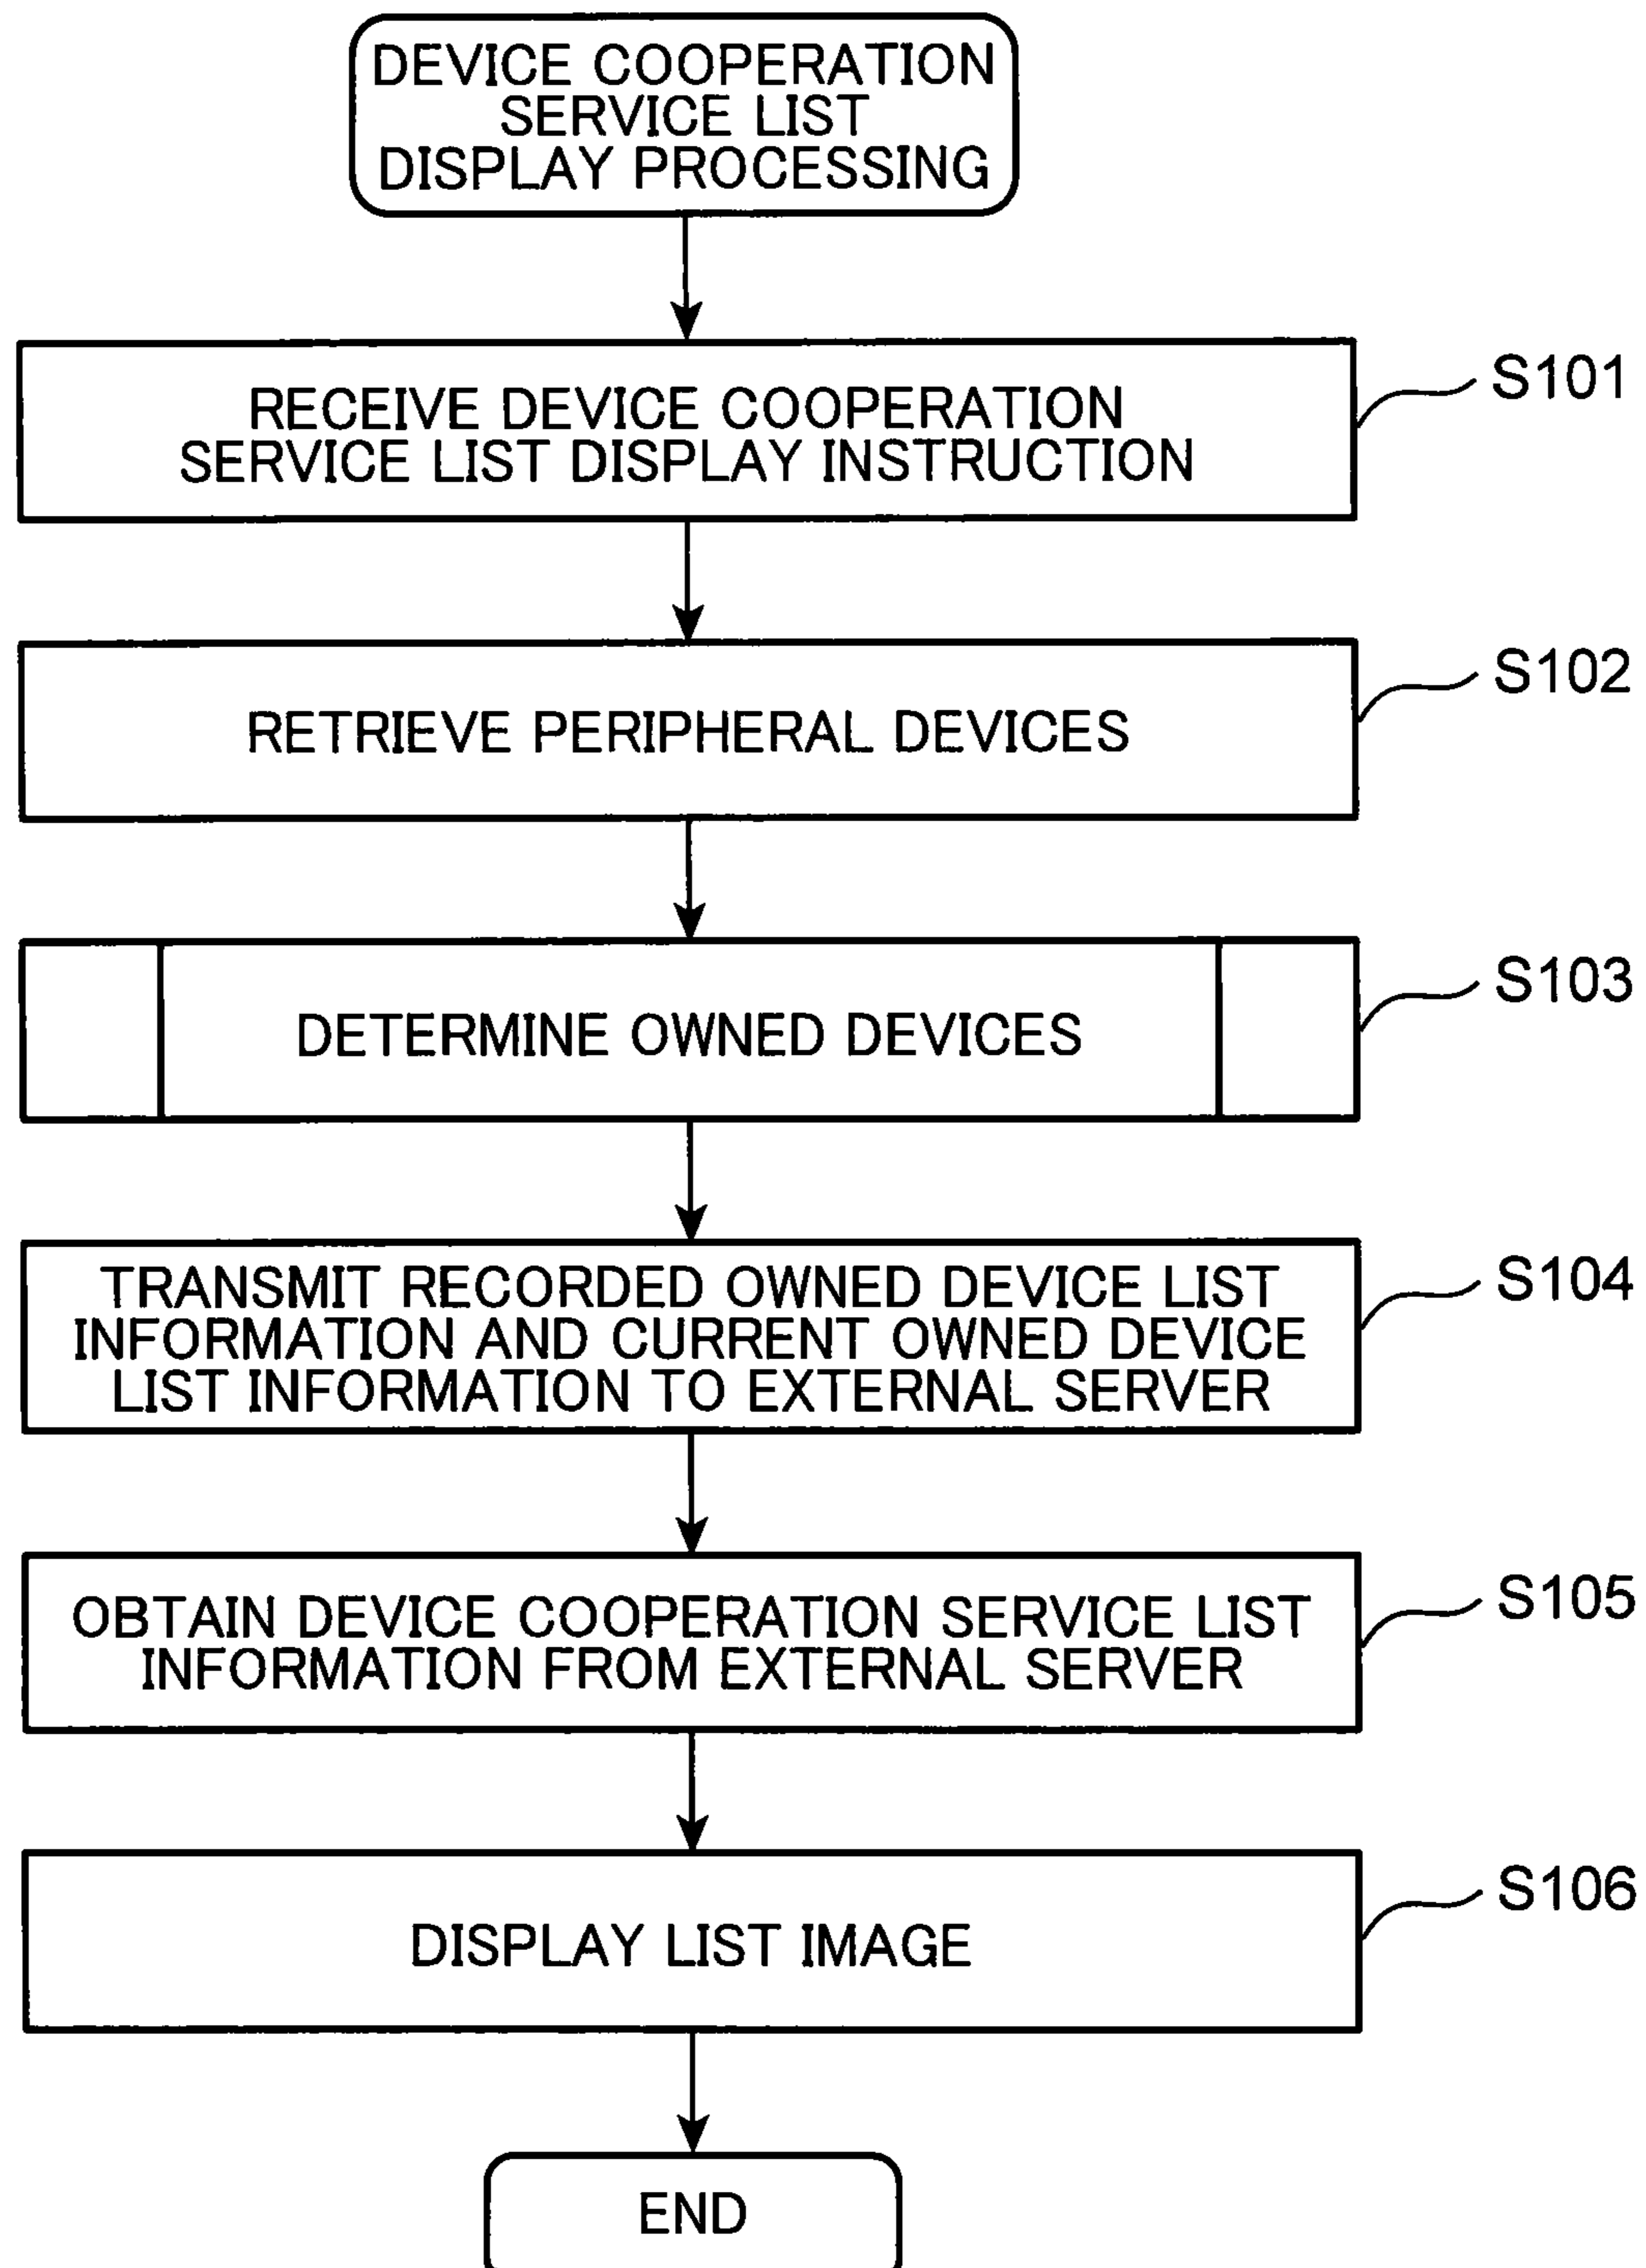 DEVICE COOPERATION
SERVICE LIST
DISPLAY PROCESSING
RECEIVE DEVICE COOPERATION
SERVICE LIST DISPLAY INSTRUCTION
S101
RETRIEVE PERIPHERAL DEVICES
S102
DETERMINE OWNED DEVICES
S103
TRANSMIT RECORDED OWNED DEVICE LIST
INFORMATION AND CURRENT OWNED DEVICE
LIST INFORMATION TO EXTERNAL SERVER
S104
OBTAIN DEVICE COOPERATION SERVICE LIST
INFORMATION FROM EXTERNAL SERVER
S105
DISPLAY LIST IMAGE
S106
END